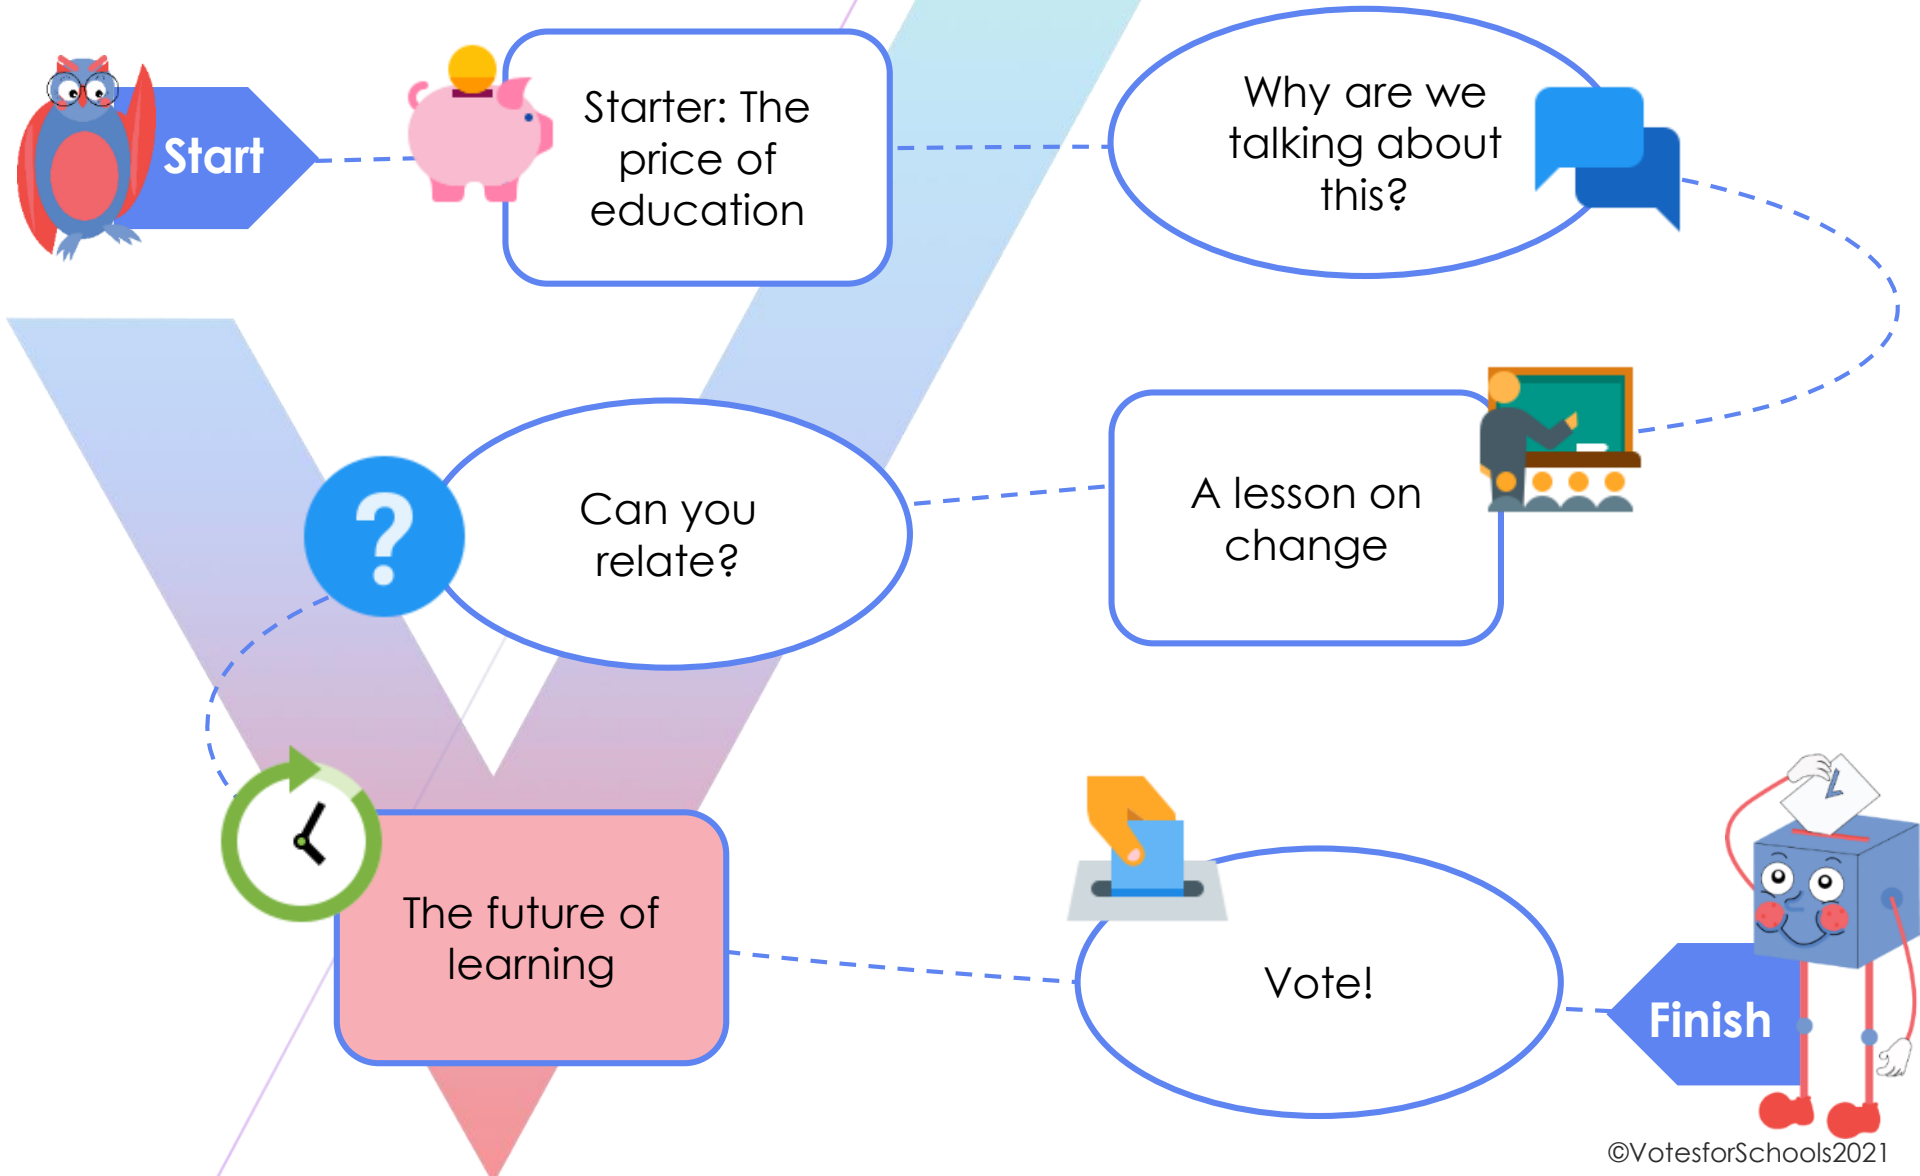 Start
Starter: The
price of
education
Why are we
talking about
this?
A lesson on
change
Can you
relate?
The future of
learning
Vote!
Finish
©VotesforSchools2021